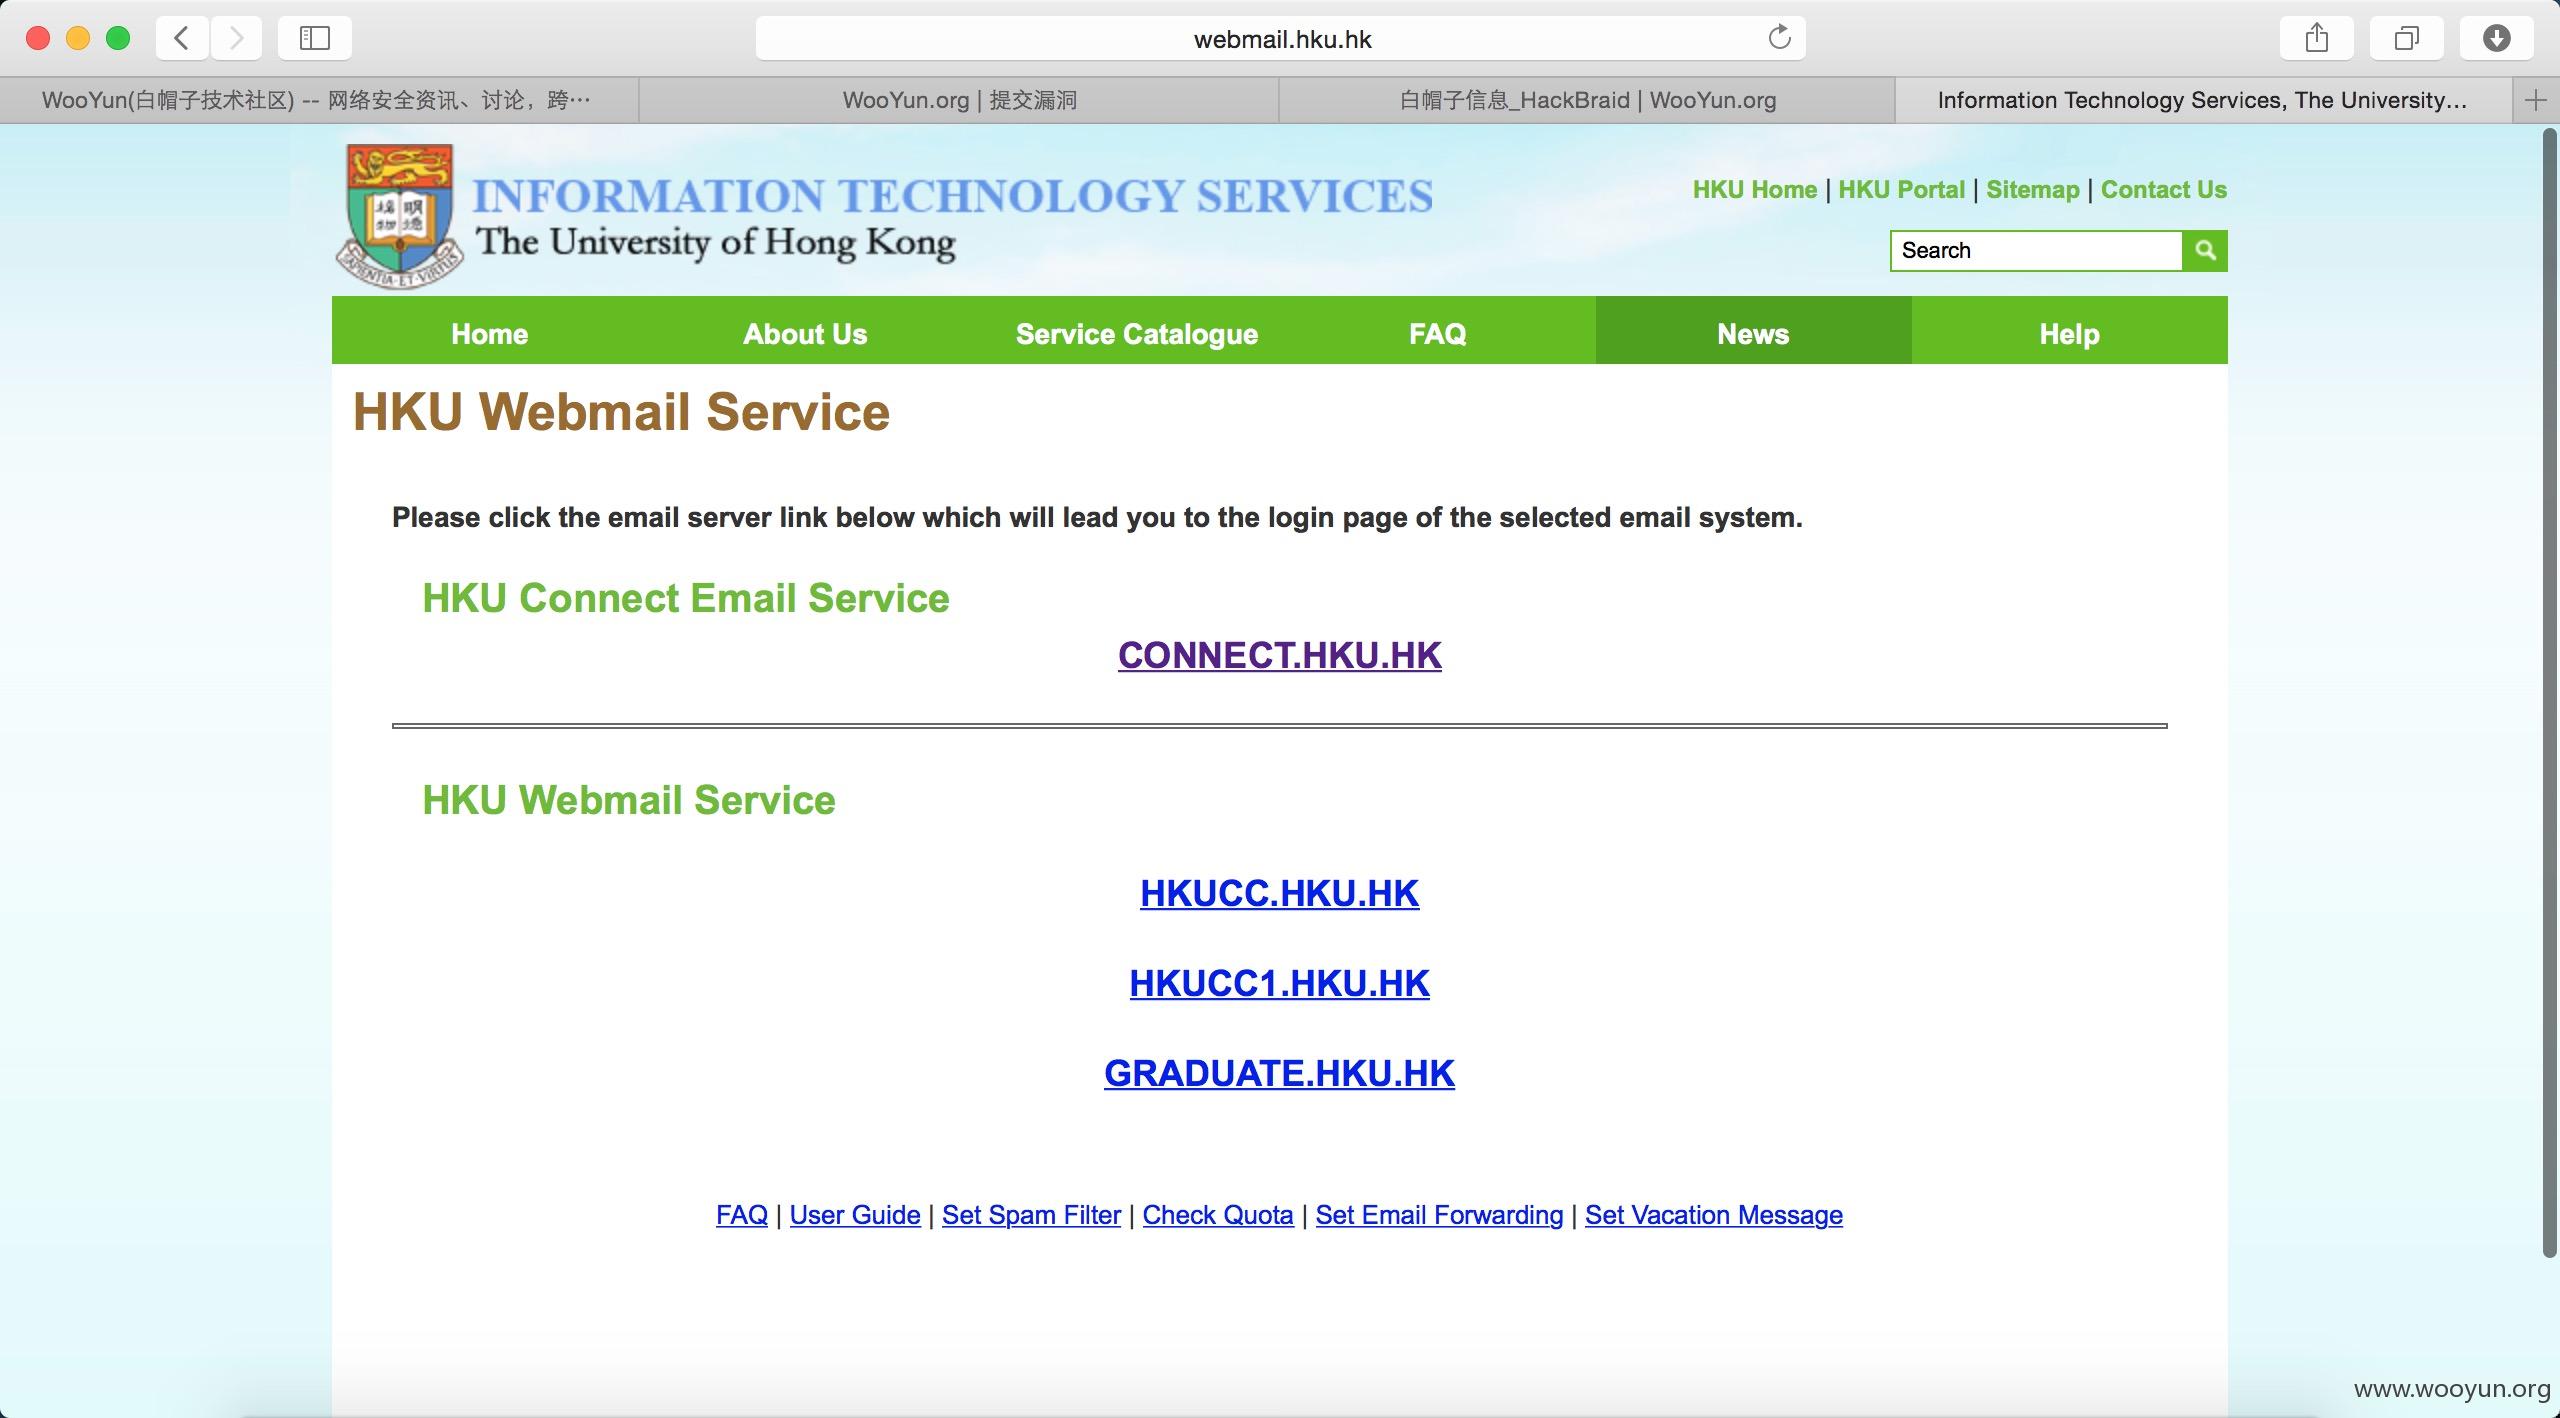 webmail.hku.hk
WooYun(白帽子技术社区) -- 网络安全资讯、讨论，跨…
WooYun.org | 提交漏洞
白帽子信息_HackBraid | WooYun.org
Information Technology Services, The University...
INFORMATION TECHNOLOGY SERVICES
The University of Hong Kong
SAPIENTIA·ET·VIRTUS
HKU Home | HKU Portal | Sitemap | Contact Us
Search
Home About Us Service Catalogue FAQ News Help
HKU Webmail Service
Please click the email server link below which will lead you to the login page of the selected email system.
HKU Connect Email Service
CONNECT.HKU.HK
HKU Webmail Service
HKUCC.HKU.HK
HKUCC1.HKU.HK
GRADUATE.HKU.HK
FAQ | User Guide | Set Spam Filter | Check Quota | Set Email Forwarding | Set Vacation Message
www.wooyun.org